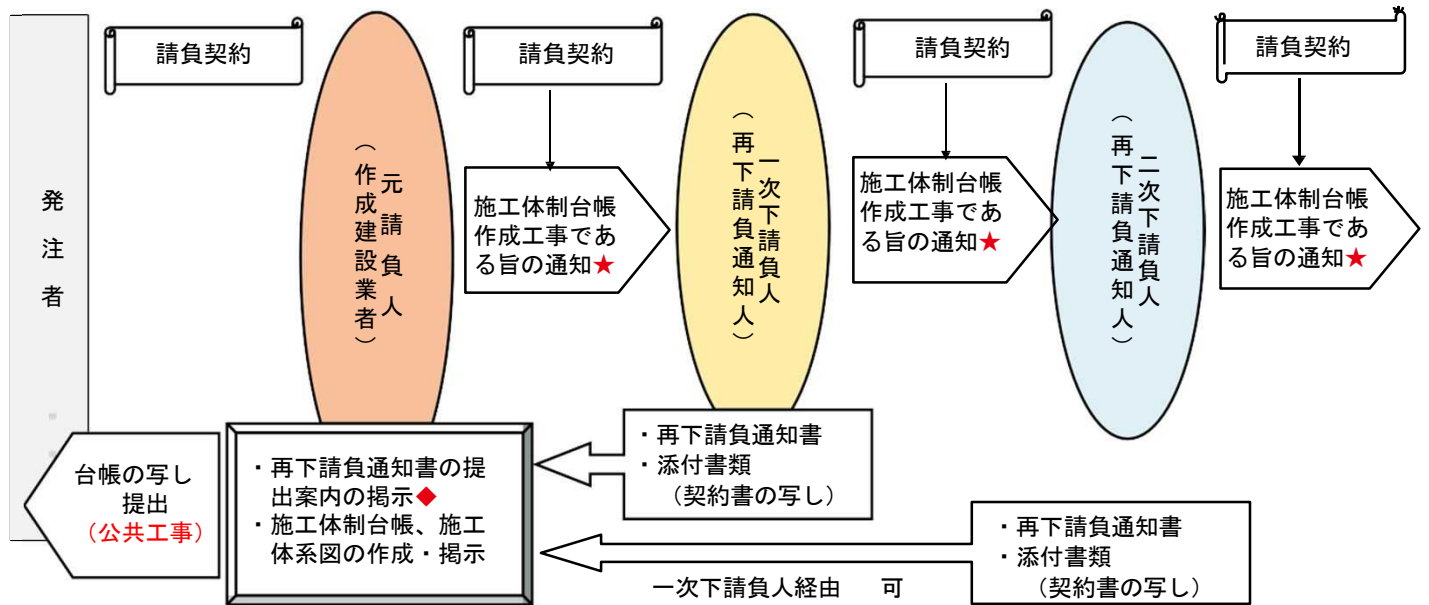 請負契約
請負契約
請負契約
請負契約
発注者
元請負人
（作成建設業者）
施工体制台帳
作成工事であ
る旨の通知★
一次下請負人
（再下請負通知人）
施工体制台帳
作成工事であ
る旨の通知★
二次下請負人
（再下請負通知人）
施工体制台帳
作成工事であ
る旨の通知★
台帳の写し
提出
（公共工事）
・再下請負通知書の提
出案内の掲示◆
・施工体制台帳、施工
体系図の作成・掲示
・再下請負通知書
・添付書類
（契約書の写し）
・再下請負通知書
・添付書類
（契約書の写し）
一次下請負人経由　可